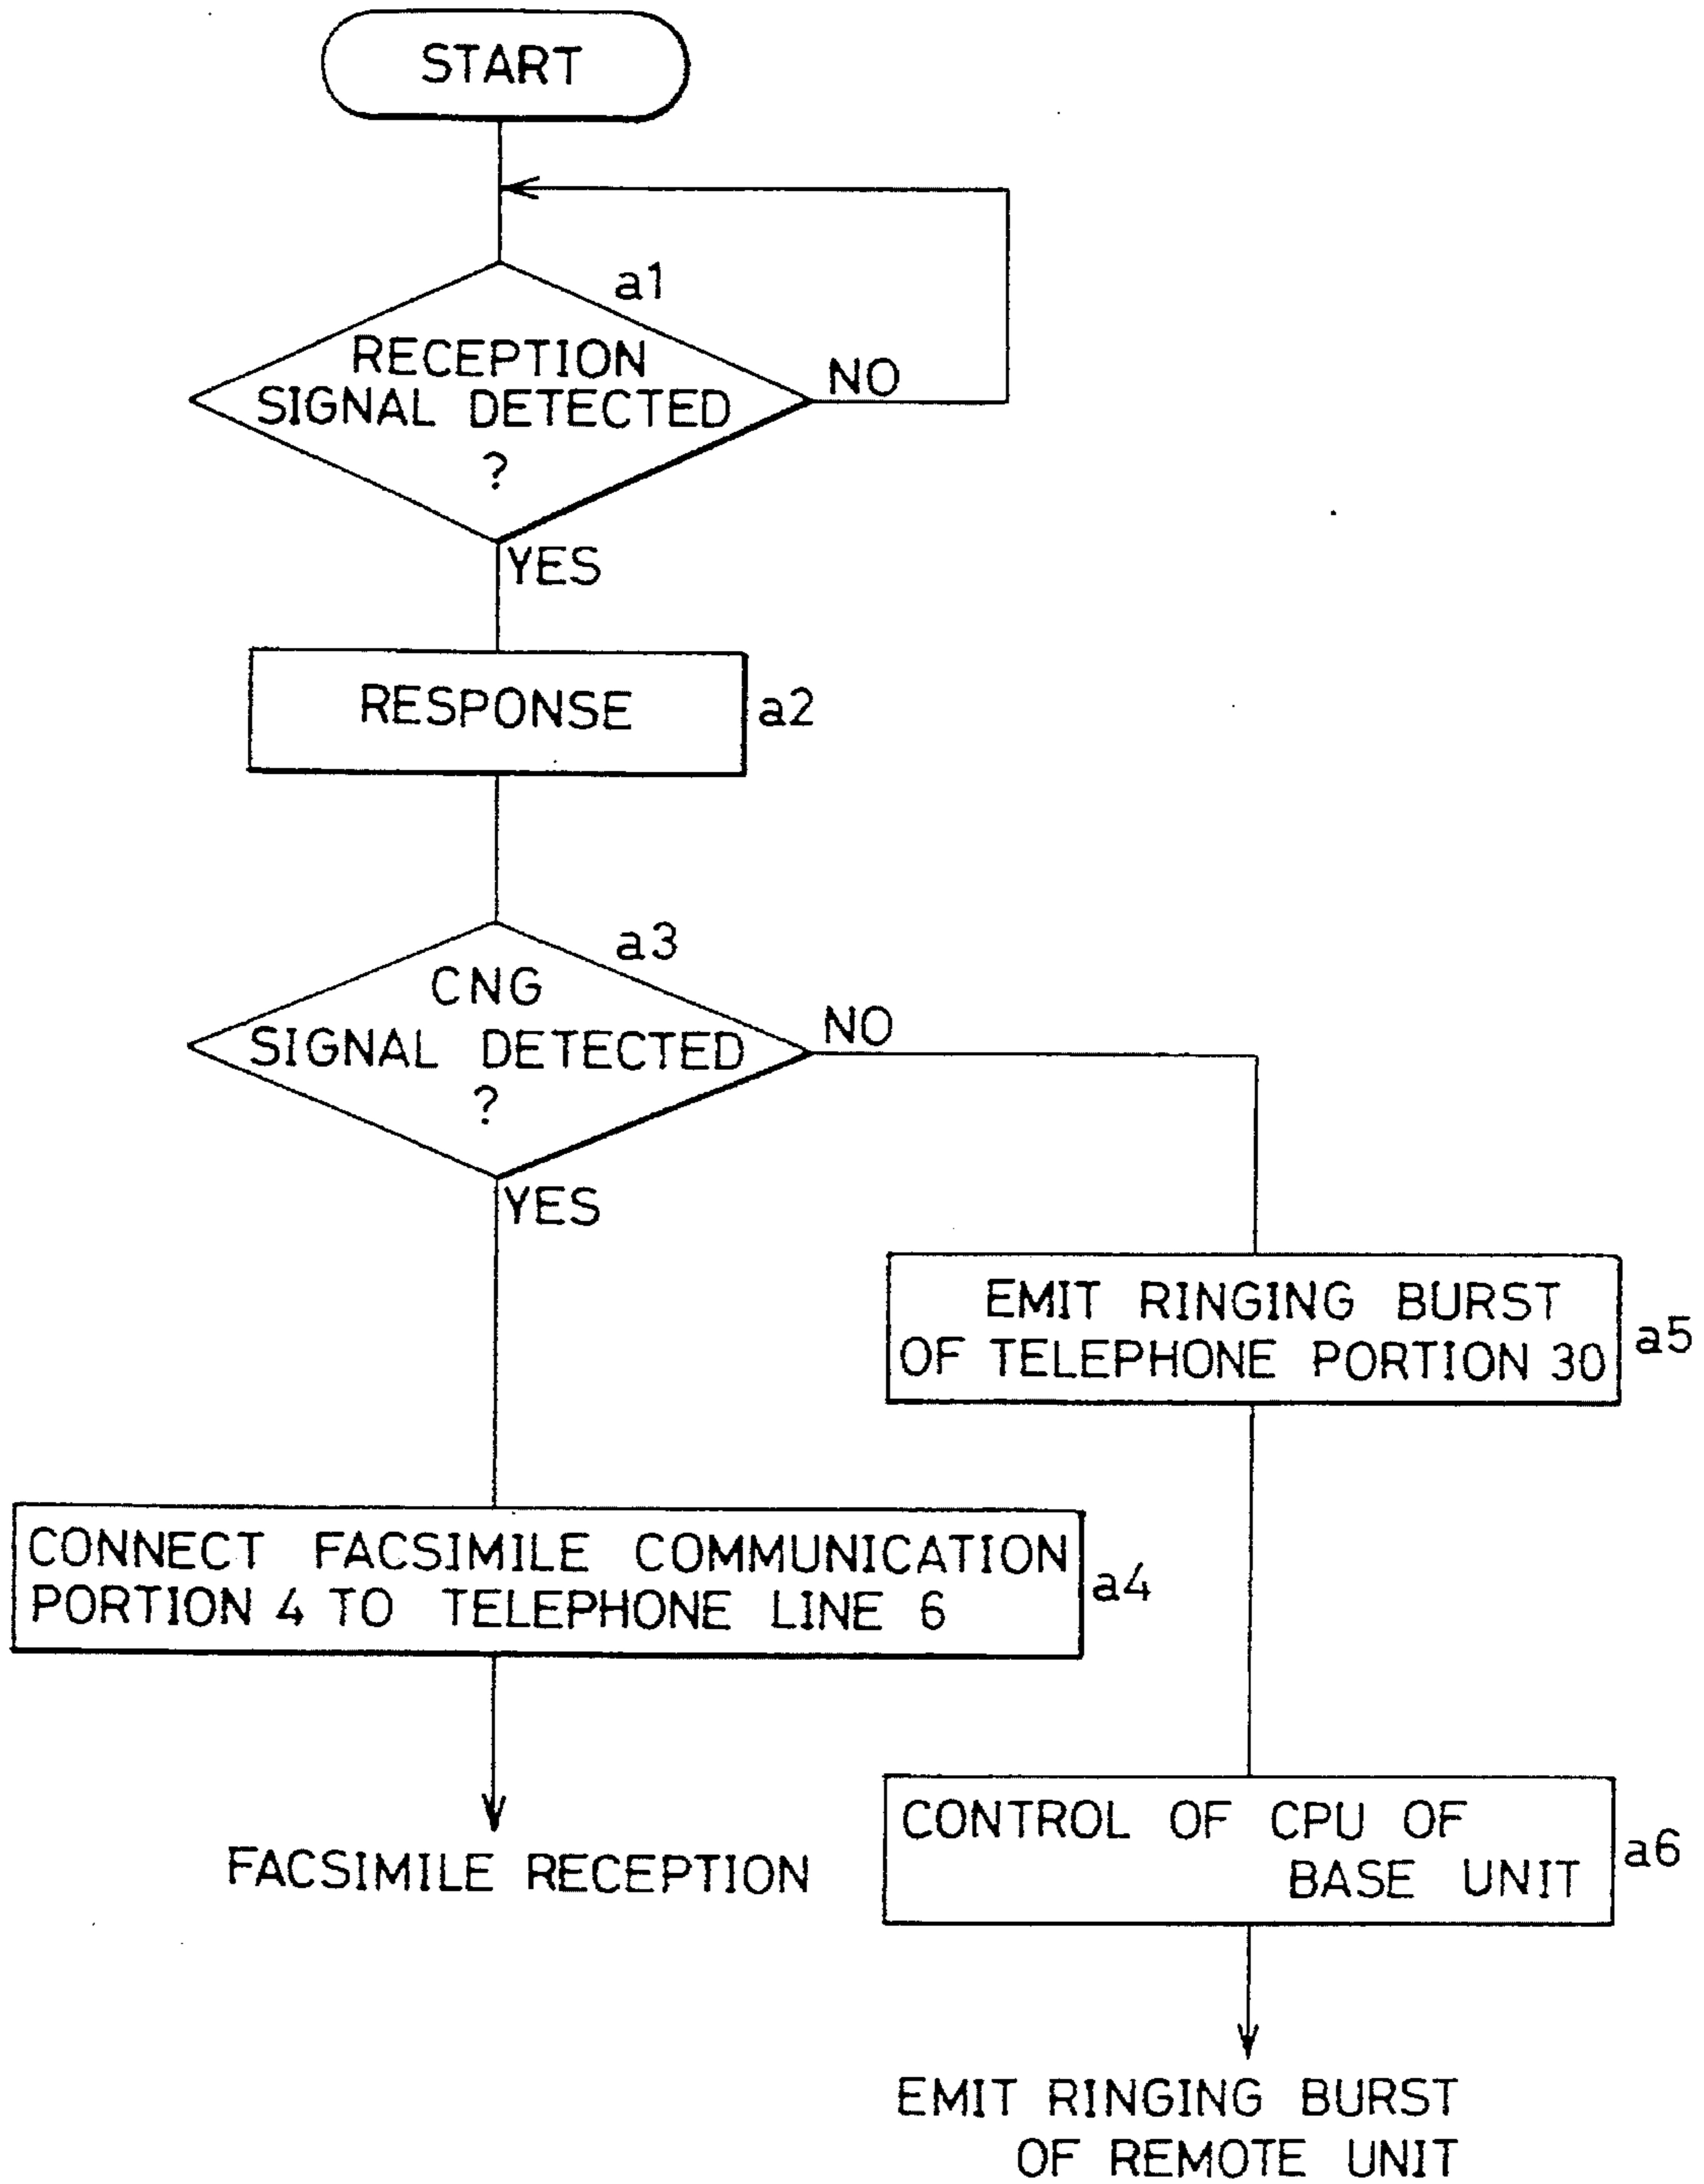 START
a1
RECEPTION
SIGNAL DETECTED
?
NO
YES
RESPONSE
a2
a3
CNG
SIGNAL DETECTED
?
NO
YES
EMIT RINGING BURST
OF TELEPHONE PORTION 30
a5
CONNECT FACSIMILE COMMUNICATION
PORTION 4 TO TELEPHONE LINE 6
a4
CONTROL OF CPU OF
BASE UNIT
a6
FACSIMILE RECEPTION
EMIT RINGING BURST
OF REMOTE UNIT